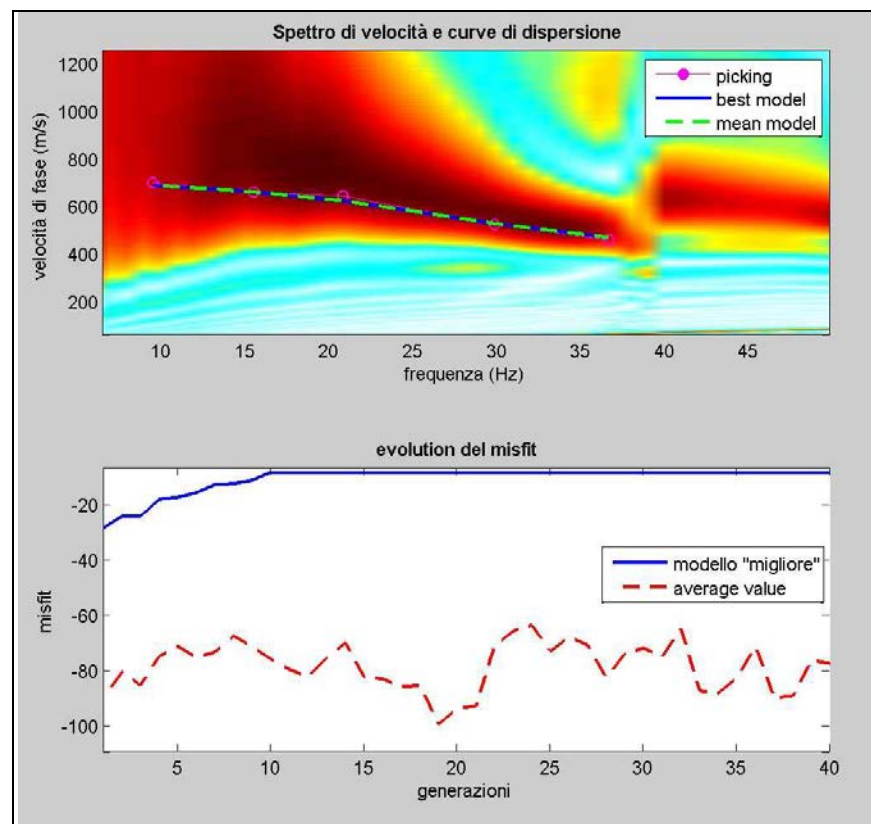 Spettro di velocità e curve di dispersione
1200
1000
800
600
400
200
velocità di fase (m/s)
picking
best model
mean model
10 15 20 25 30 35 40 45
frequenza (Hz)
evolution del misfit
-20
-40
-60
-80
-100
misfit
modello "migliore"
average value
5 10 15 20 25 30 35 40
generazioni